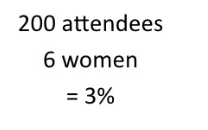 200 attendees
6 women
= 3%